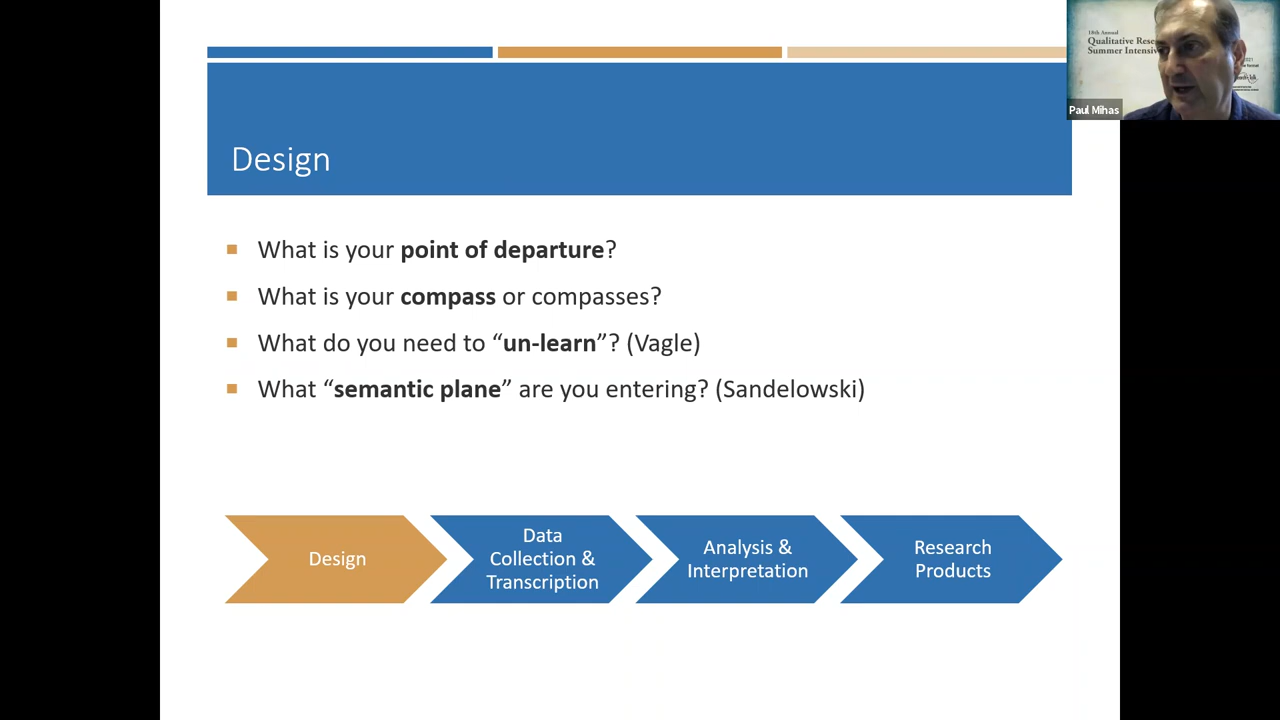 18th Annual
Qualitative Rese
Summer Intensiv
2021
Paul Mihas
Design
What is your point of departure?
What is your compass or compasses?
What do you need to “un-learn”? (Vagle)
What “semantic plane” are you entering? (Sandelowski)
Design
Data
Collection &
Transcription
Analysis &
Interpretation
Research
Products